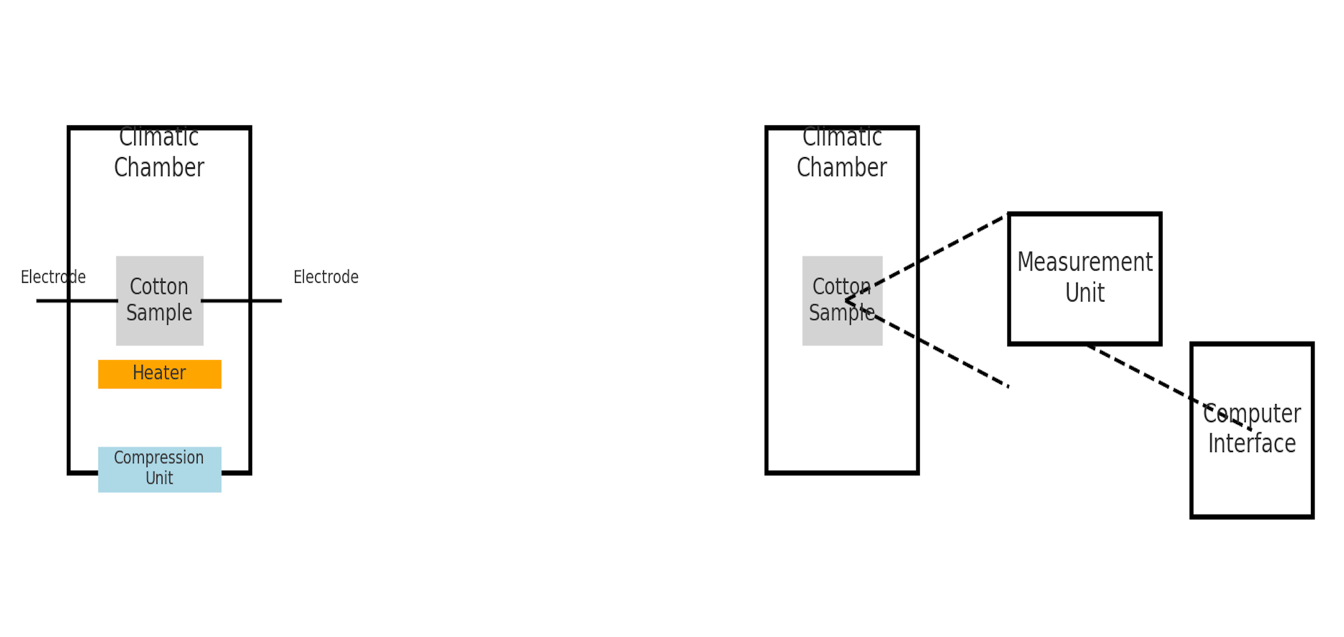 Climatic
Chamber
Electrode
Electrode
Cotton
Sample
Heater
Compression
Unit
Climatic
Chamber
Cotton
Sample
Measurement
Unit
Computer
Interface